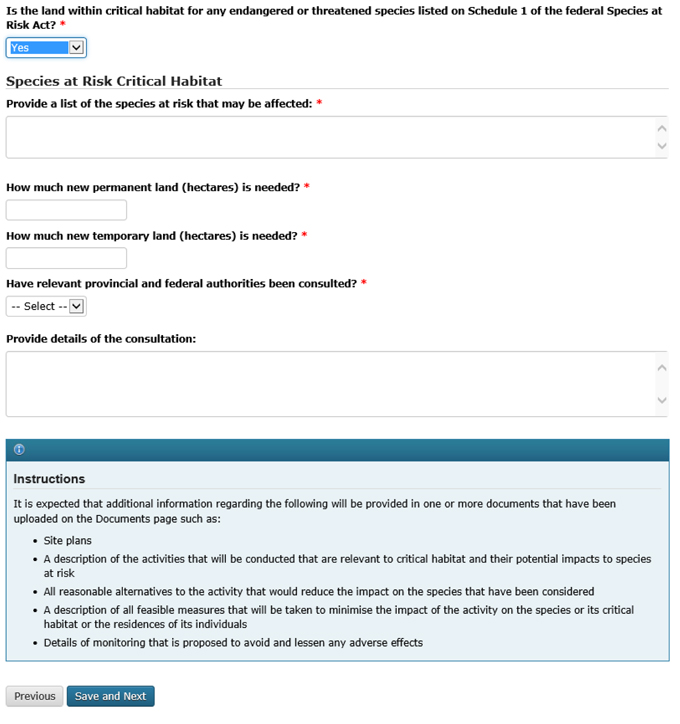 Is the land within critical habitat for any endangered or threatened species listed on Schedule 1 of the federal Species at
Risk Act? *
Yes
Species at Risk Critical Habitat
Provide a list of the species at risk that may be affected: *
How much new permanent land (hectares) is needed? *
How much new temporary land (hectares) is needed? *
Have relevant provincial and federal authorities been consulted? *
-- Select --
Provide details of the consultation:
Instructions
It is expected that additional information regarding the following will be provided in one or more documents that have been
uploaded on the Documents page such as:
• Site plans
• A description of the activities that will be conducted that are relevant to critical habitat and their potential impacts to species
at risk
• All reasonable alternatives to the activity that would reduce the impact on the species that have been considered
• A description of all feasible measures that will be taken to minimise the impact of the activity on the species or its critical
habitat or the residences of its individuals
• Details of monitoring that is proposed to avoid and lessen any adverse effects
Previous Save and Next